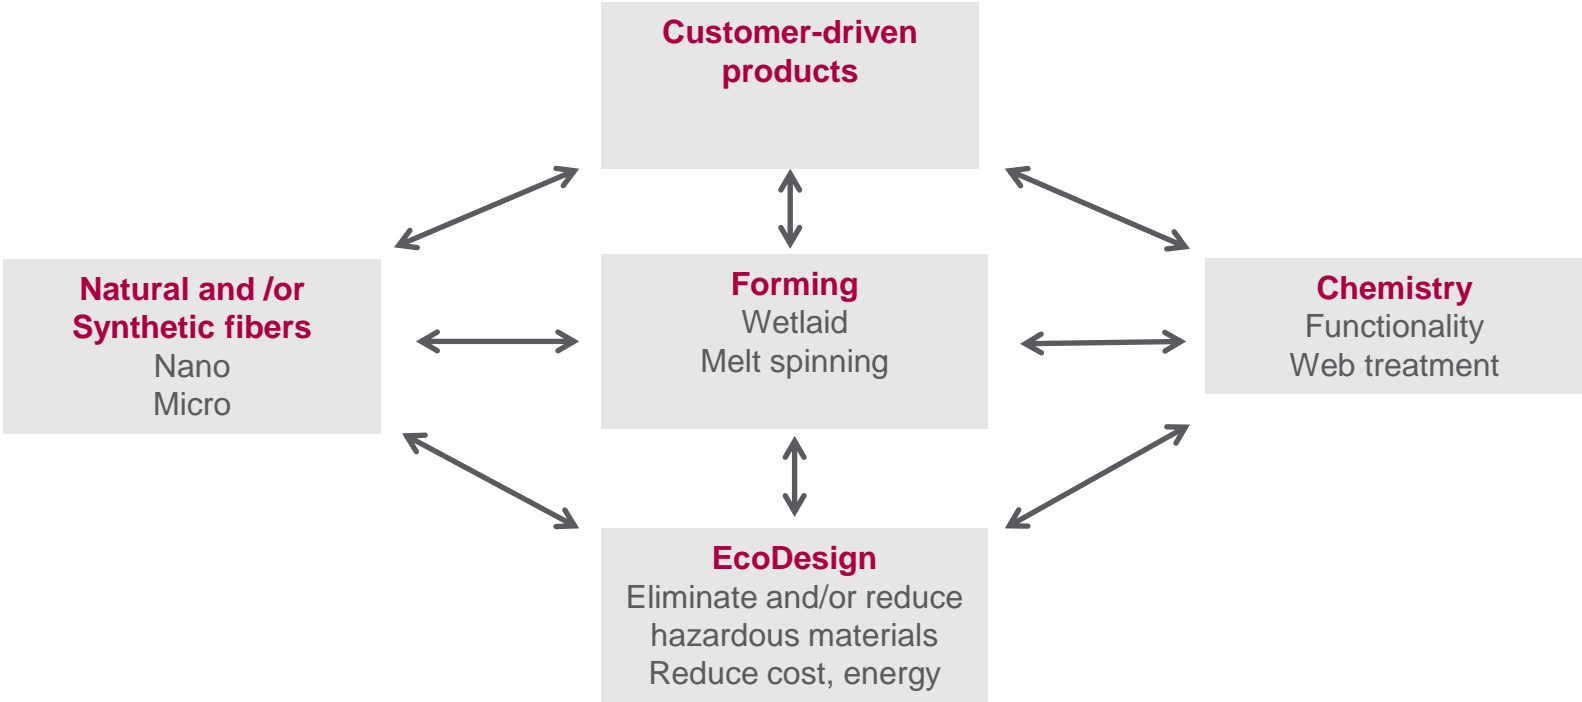 Customer-driven
products
Natural and /or
Synthetic fibers
Nano
Micro
Forming
Wetlaid
Melt spinning
Chemistry
Functionality
Web treatment
EcoDesign
Eliminate and/or reduce
hazardous materials
Reduce cost, energy